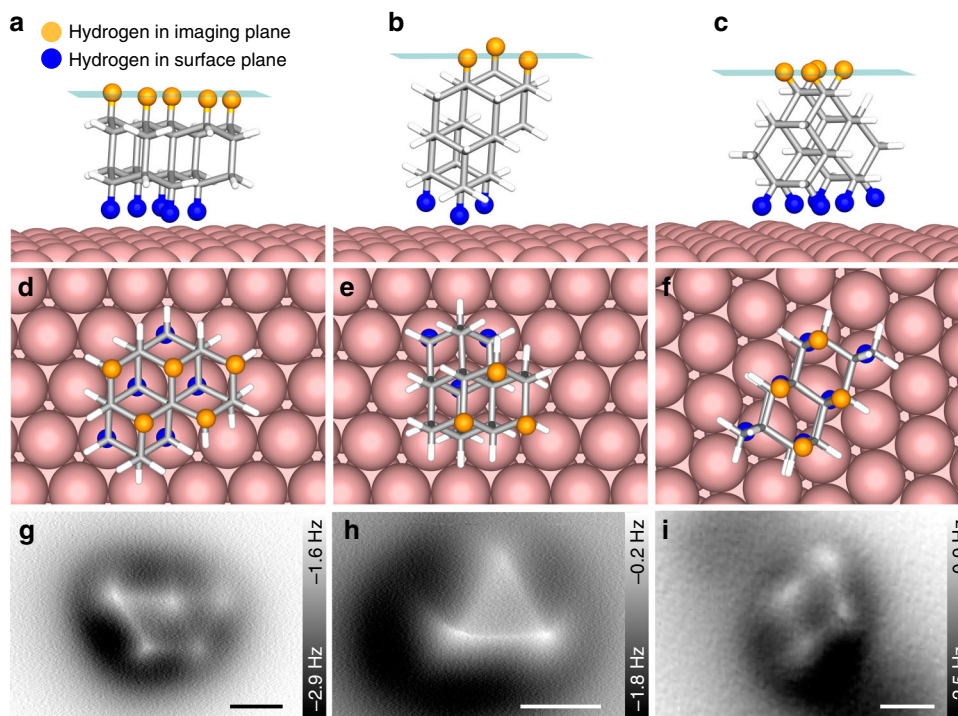 a
Hydrogen in imaging plane
Hydrogen in surface plane
b
c
d
e
f
g
−1.6 Hz
−2.9 Hz
h
−0.2 Hz
−1.8 Hz
i